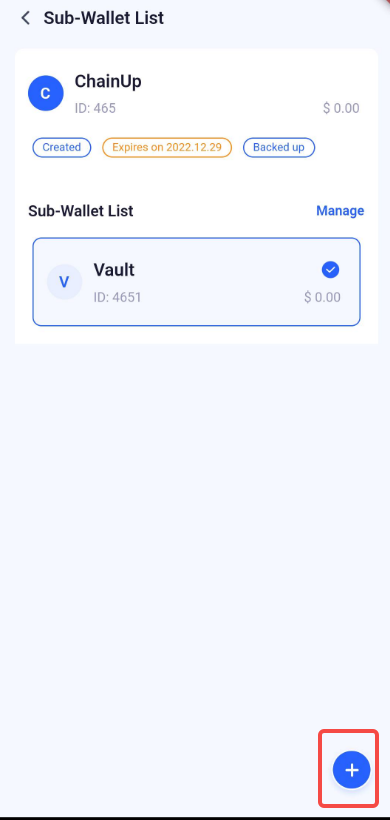 Sub-Wallet List
C
ChainUp
ID: 465
$ 0.00
Created
Expires on 2022.12.29
Backed up
Sub-Wallet List
Manage
V
Vault
ID: 4651
$ 0.00